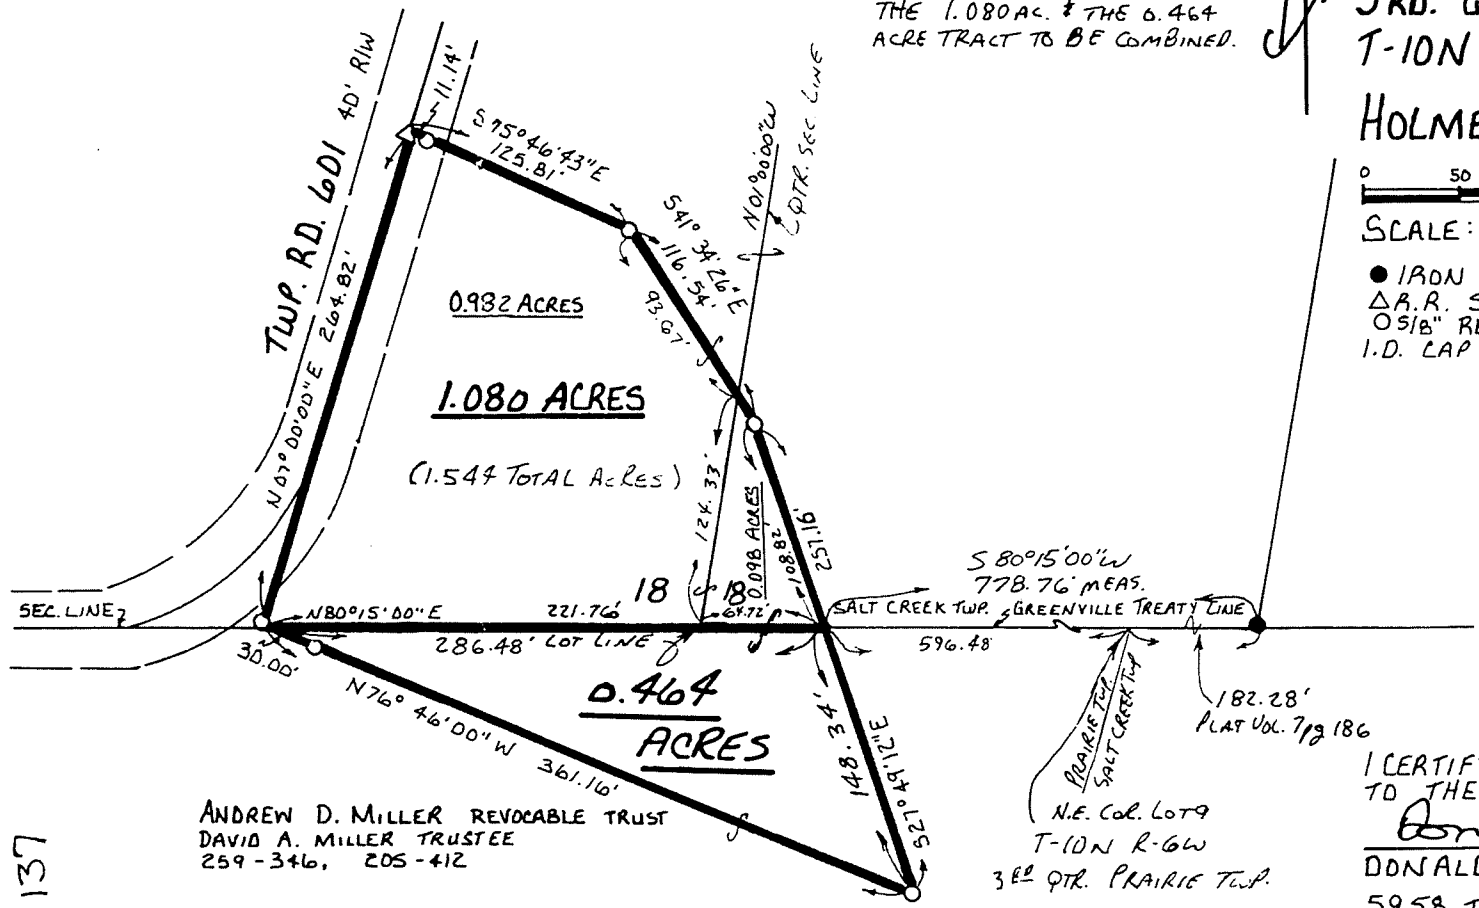 THE 1.080 AC. & THE 0.464
ACRE TRACT TO BE COMBINED.
3RD.
T-10N
HOLME
0 50
SCALE:
● IRON
△ R.R. S
○ 5/8" RE
I.D. CAP
TWP. RD. 601 40' R/W
11.14'
S75°46'43"E
125.81'
S41°34'26"E
116.54'
93.67'
N01°00'00"W
QTR. SEC. LINE
N07°00'00"E 264.82'
0.982 ACRES
1.080 ACRES
(1.544 TOTAL ACRES)
124.33'
0.098 ACRES
108.82'
257.16'
18 18
SEC. LINE
N80°15'00"E 221.76' 64.72'
286.48' LOT LINE
S 80°15'00"W
778.76' MEAS.
SALT CREEK TWP. GREENVILLE TREATY LINE
596.48'
30.00'
N76°46'00"W 361.16'
0.464
ACRES
148.34'
S27°49'12"E
PRAIRIE TWP.
SALT CREEK TWP
182.28'
PLAT VOL. 7 pg 186
N.E. COR. LOT 9
T-10N R-6W
3RD QTR. PRAIRIE TWP.
ANDREW D. MILLER REVOCABLE TRUST
DAVID A. MILLER TRUSTEE
259-346, 205-412
137
I CERTIF
TO THE
DONALD
5958 T